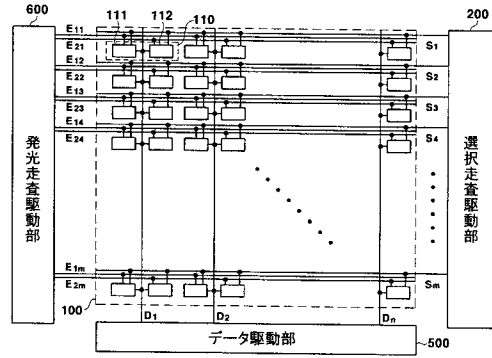 600
111
112
110
200
E11
E21
E12
E22
E13
E23
E14
E24
E1m
E2m
S1
S2
S3
S4
Sm
発光走査駆動部
選択走査駆動部
100
D1
D2
Dn
データ駆動部
500